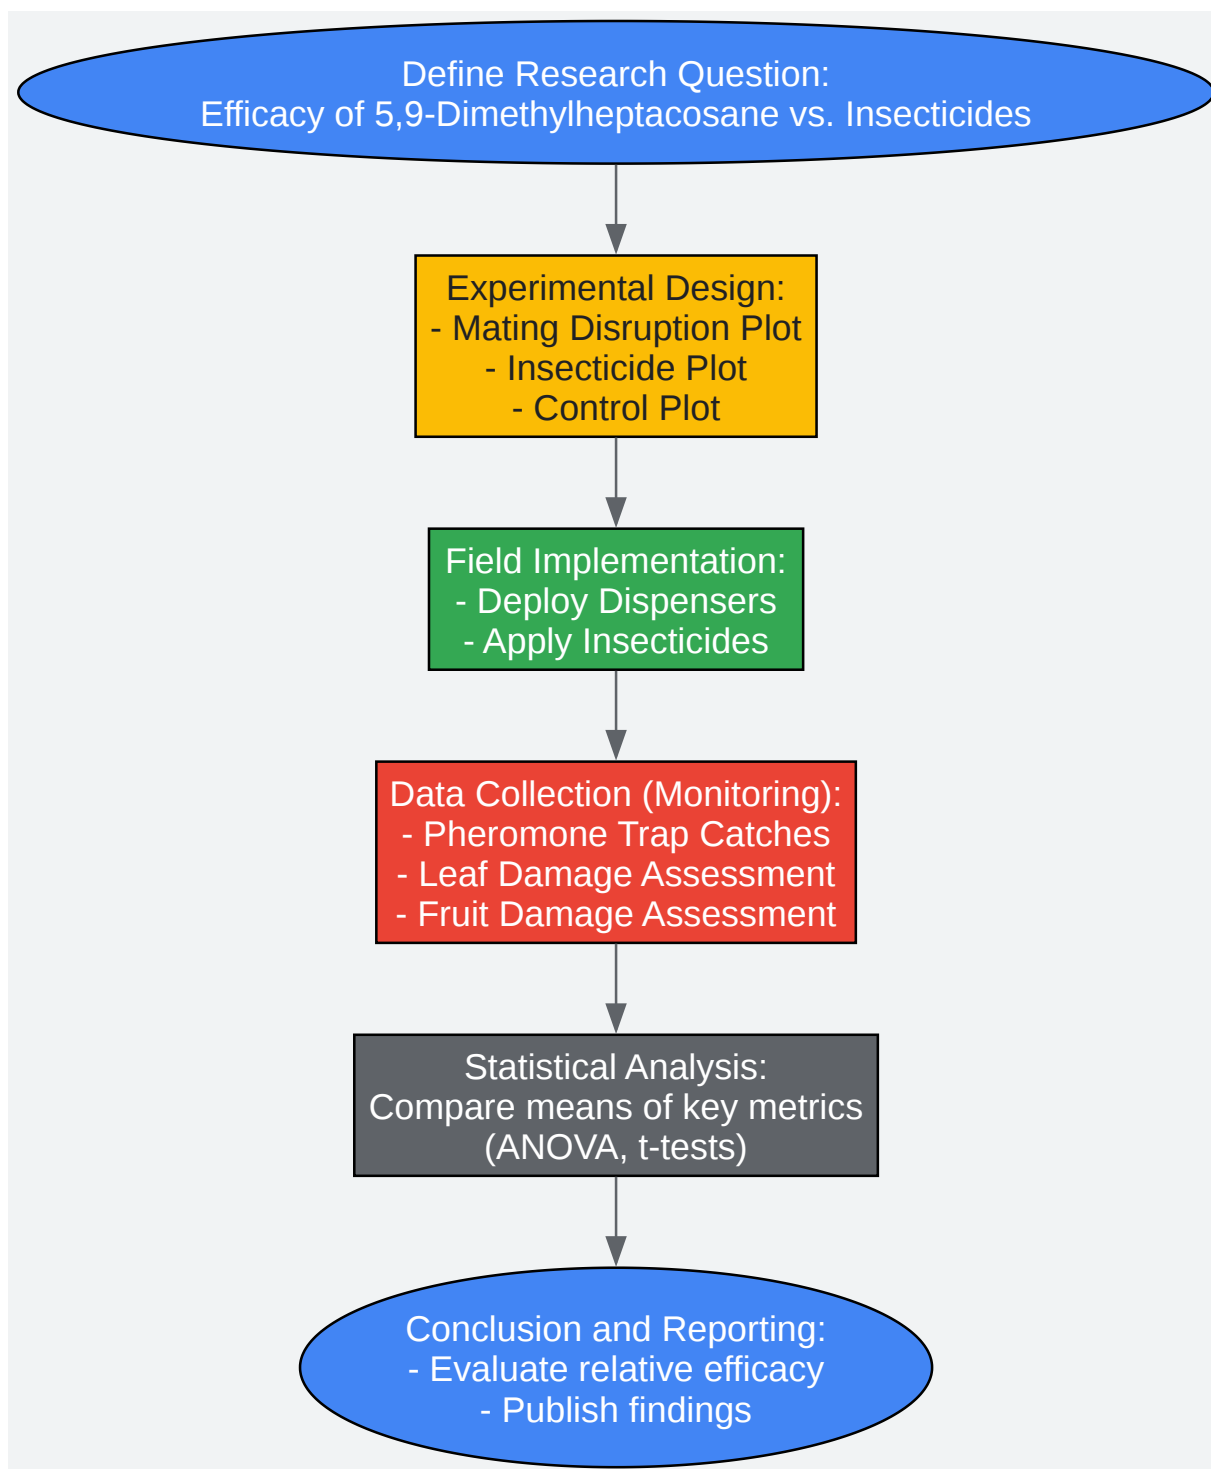 Define Research Question:
Efficacy of 5,9-Dimethylheptacosane vs. Insecticides
Experimental Design:
- Mating Disruption Plot
- Insecticide Plot
- Control Plot
Field Implementation:
- Deploy Dispensers
- Apply Insecticides
Data Collection (Monitoring):
- Pheromone Trap Catches
- Leaf Damage Assessment
- Fruit Damage Assessment
Statistical Analysis:
Compare means of key metrics
(ANOVA, t-tests)
Conclusion and Reporting:
- Evaluate relative efficacy
- Publish findings